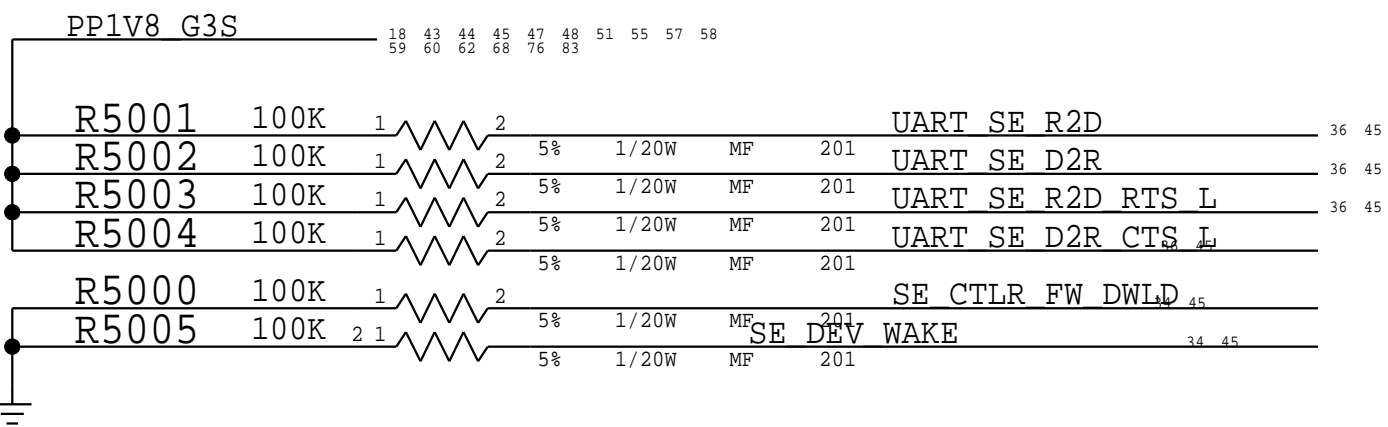 PP1V8_G3S
18 43 44 45 47 48 51 55 57 58
59 60 62 68 76 83
R5001 100K 1 2 UART_SE_R2D 36 45
5% 1/20W MF 201
R5002 100K 1 2 UART_SE_D2R 36 45
5% 1/20W MF 201
R5003 100K 1 2 UART_SE_R2D_RTS_L 36 45
5% 1/20W MF 201
R5004 100K 1 2 UART_SE_D2R_CTS_L 36 45
5% 1/20W MF 201
R5000 100K 1 2 SE_CTLR_FW_DWLD 34 45
5% 1/20W MF 201
R5005 100K 2 1 SE_DEV_WAKE 34 45
5% 1/20W MF 201